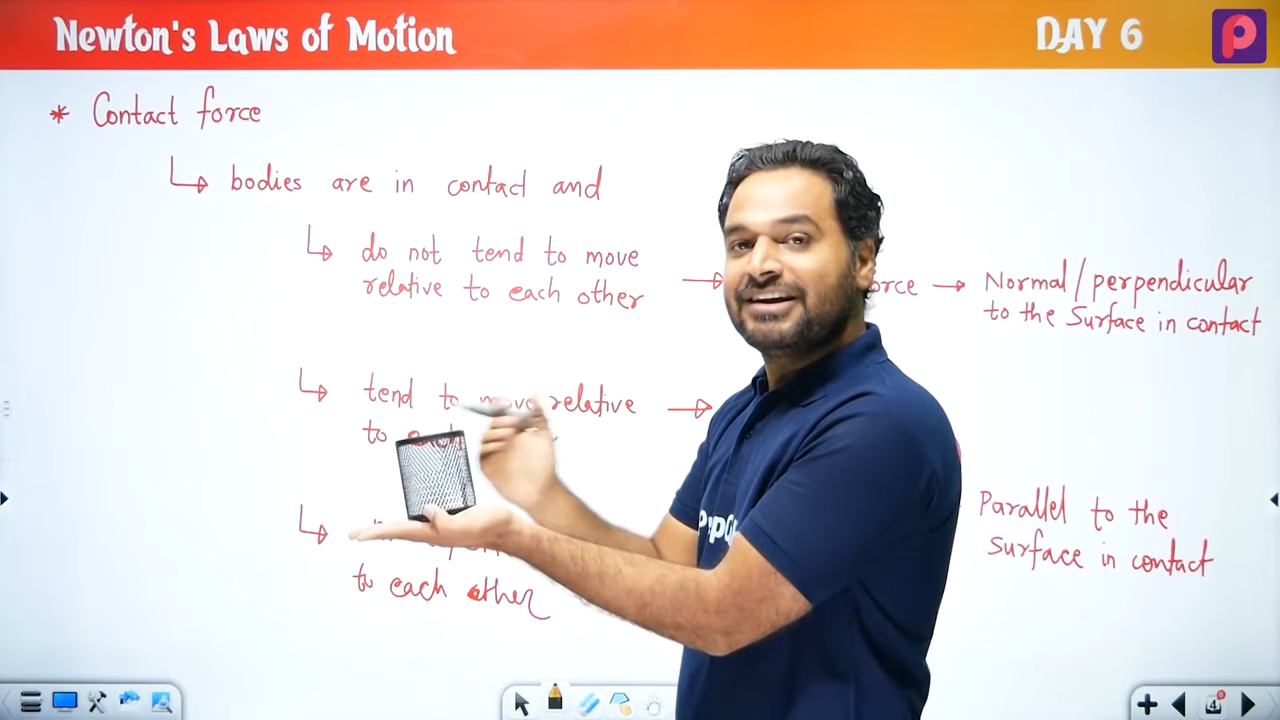 Newton's Laws of Motion
DAY 6
* Contact force
bodies are in contact and
do not tend to move
relative to each other
Normal/perpendicular
to the surface in contact
tend to move relative
to
Parallel to the
surface in contact
to each other
4